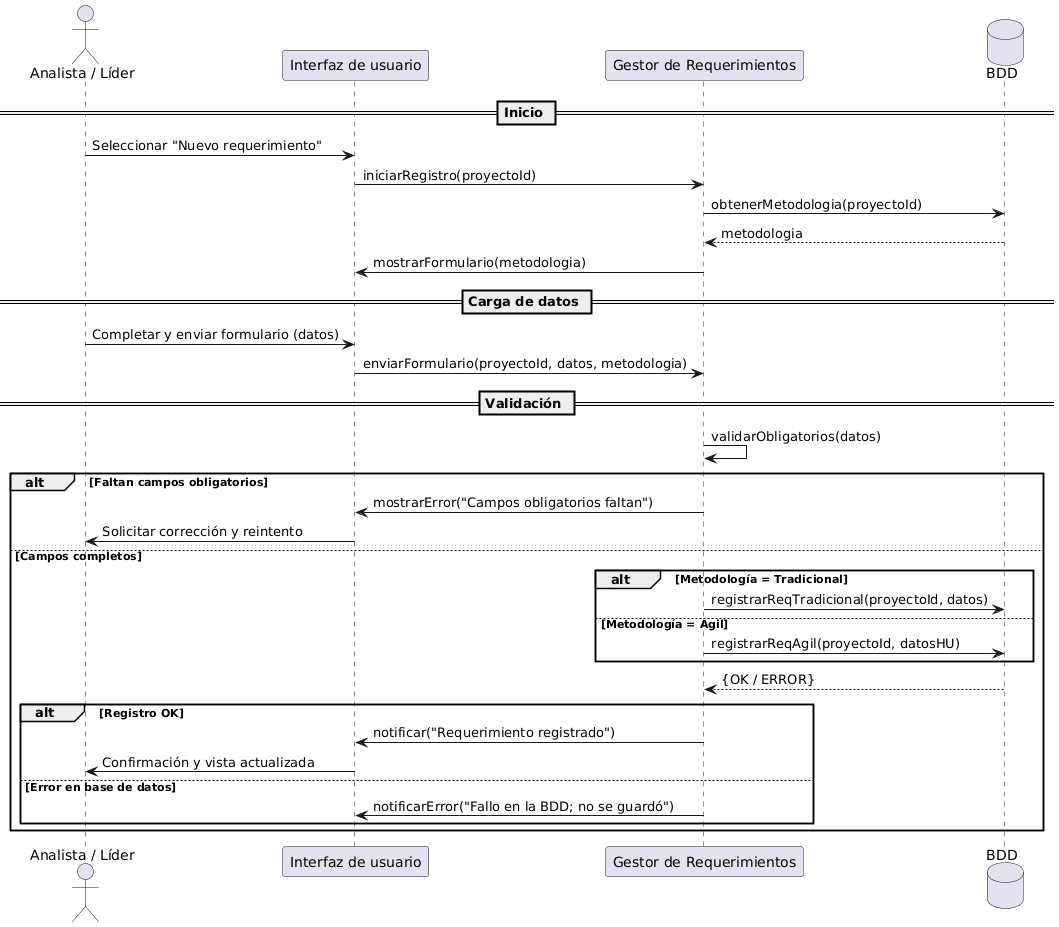 Analista / Líder
Interfaz de usuario
Gestor de Requerimientos
BDD
Inicio
Seleccionar "Nuevo requerimiento"
iniciarRegistro(proyectoId)
obtenerMetodologia(proyectoId)
metodologia
mostrarFormulario(metodologia)
Carga de datos
Completar y enviar formulario (datos)
enviarFormulario(proyectoId, datos, metodologia)
Validación
validarObligatorios(datos)
alt [Faltan campos obligatorios]
mostrarError("Campos obligatorios faltan")
Solicitar corrección y reintento
[Campos completos]
alt [Metodología = Tradicional]
registrarReqTradicional(proyectoId, datos)
[Metodología = Agil]
registrarReqAgil(proyectoId, datosHU)
{OK / ERROR}
alt [Registro OK]
notificar("Requerimiento registrado")
Confirmación y vista actualizada
[Error en base de datos]
notificarError("Fallo en la BDD; no se guardó")
Analista / Líder
Interfaz de usuario
Gestor de Requerimientos
BDD